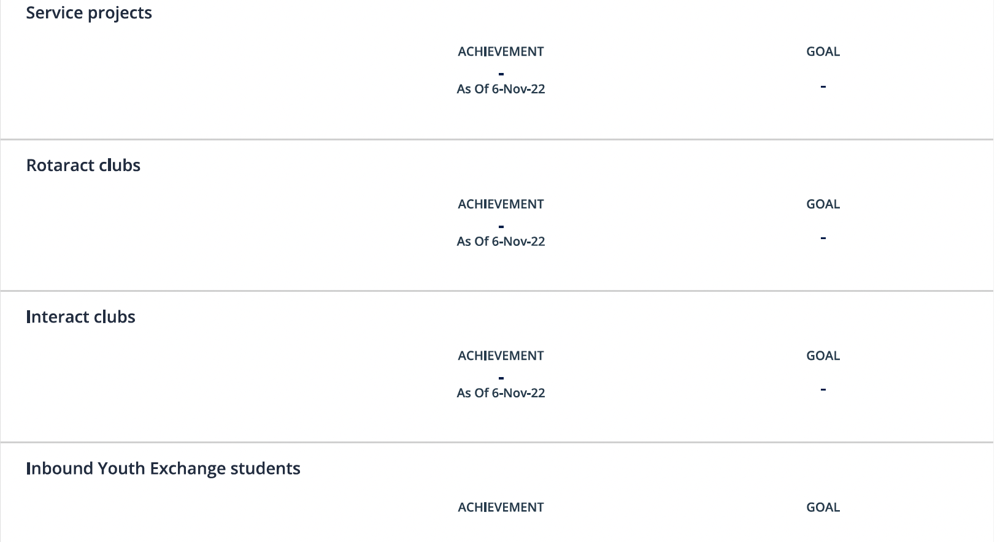 Service projects
ACHIEVEMENT GOAL
-
As Of 6-Nov-22 -
Rotaract clubs
ACHIEVEMENT GOAL
-
As Of 6-Nov-22 -
Interact clubs
ACHIEVEMENT GOAL
-
As Of 6-Nov-22 -
Inbound Youth Exchange students
ACHIEVEMENT GOAL